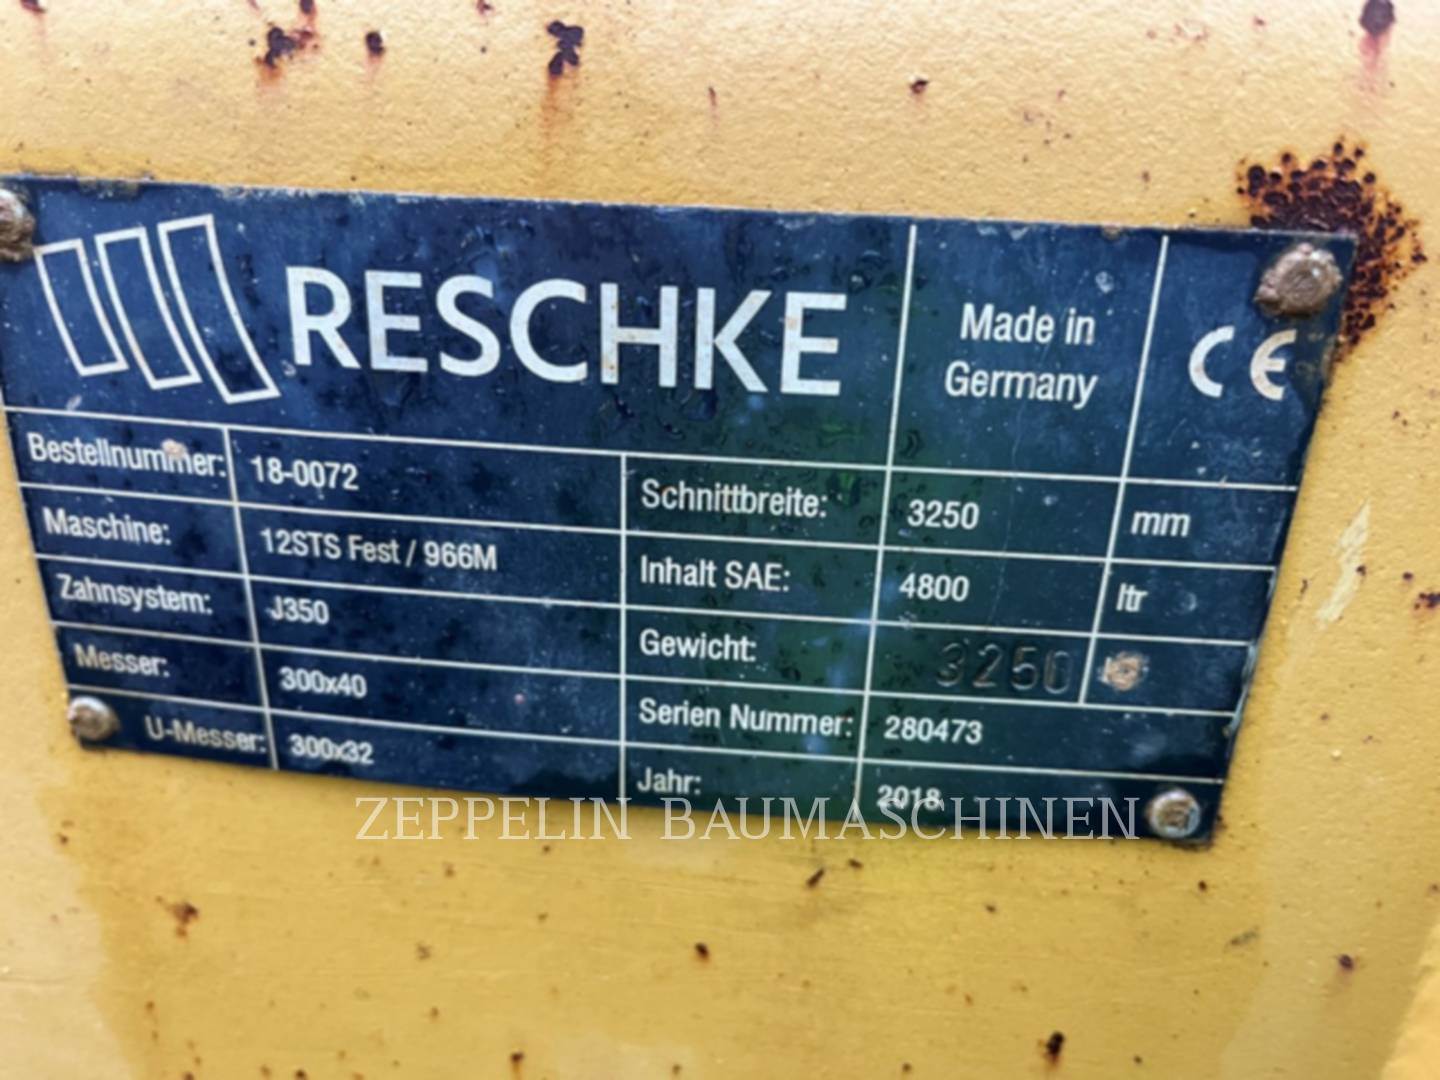 RESCHKE
Made in
Germany
CE
Bestellnummer: 18-0072 Schnittbreite: 3250 mm
Maschine: 12STS Fest / 966M Inhalt SAE: 4800 ltr
Zahnsystem: J350 Gewicht: 3250
Messer: 300x40 Serien Nummer: 280473
U-Messer: 300x32 Jahr: 2018
ZEPPELIN BAUMASCHINEN